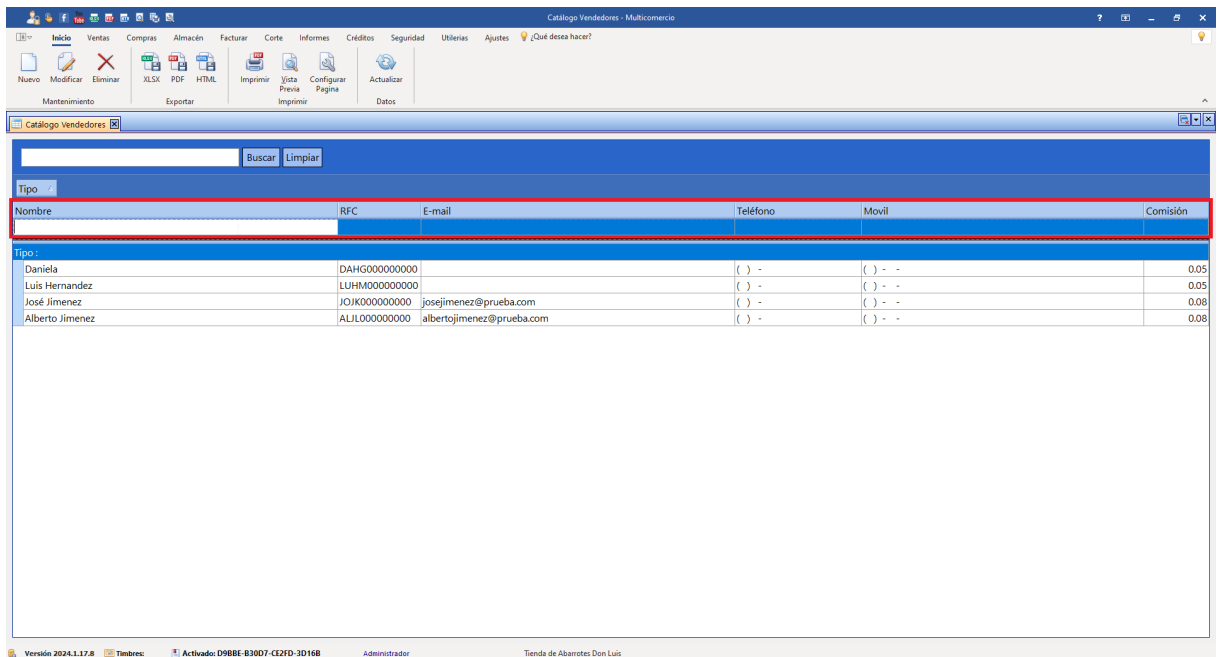 Catálogo Vendedores - Multicomercio
Inicio Ventas Compras Almacén Facturar Corte Informes Créditos Seguridad Utilerias Ajustes ¿Qué desea hacer?
Nuevo Modificar Eliminar XLSX PDF HTML Imprimir Vista Previa Configurar Pagina Actualizar
Mantenimiento Exportar Imprimir Datos
Catálogo Vendedores
Buscar Limpiar
Tipo
Nombre RFC E-mail Teléfono Movil Comisión
Tipo :
Daniela DAHG000000000 ( ) - ( ) - - 0.05
Luis Hernandez LUHM000000000 ( ) - ( ) - - 0.05
José Jimenez JOJK000000000 josejimenez@prueba.com ( ) - ( ) - - 0.08
Alberto Jimenez ALJL000000000 albertojimenez@prueba.com ( ) - ( ) - - 0.08
Versión 2024.1.17.8 Timbres: Activado: D9BBE-B30D7-CE2FD-3D16B Administrador Tienda de Abarrotes Don Luis